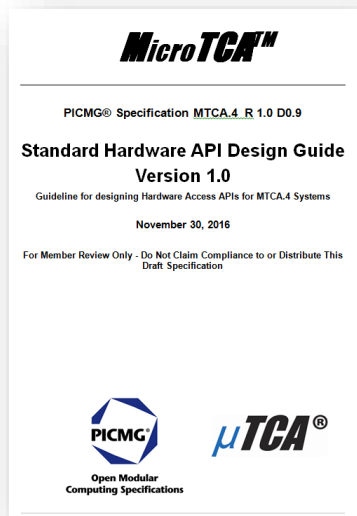 MicroTCA™
PICMG® Specification MTCA.4_R 1.0 D0.9
Standard Hardware API Design Guide
Version 1.0
Guideline for designing Hardware Access APIs for MTCA.4 Systems
November 30, 2016
For Member Review Only - Do Not Claim Compliance to or Distribute This
Draft Specification
PICMG®
µTCA®
Open Modular
Computing Specifications